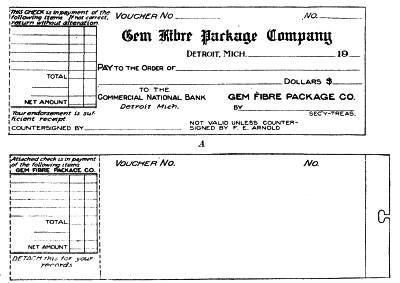 THIS CHECK is in payment of the following items If not correct, return without alteration
VOUCHER NO. NO.
Gem Fibre Package Company
DETROIT, MICH. 19
PAY TO THE ORDER OF
DOLLARS $
TOTAL
NET AMOUNT
TO THE
COMMERCIAL NATIONAL BANK
Detroit Mich.
GEM FIBRE PACKAGE CO.
BY
SEC'Y-TREAS.
Your endorsement is sufficient receipt.
COUNTERSIGNED BY
NOT VALID UNLESS COUNTER-
SIGNED BY F. E. ARNOLD
A
Attached check is in payment
of the following items
GEM FIBRE PACKAGE CO.
VOUCHER NO. NO.
TOTAL
NET AMOUNT
DETACH this for your
records